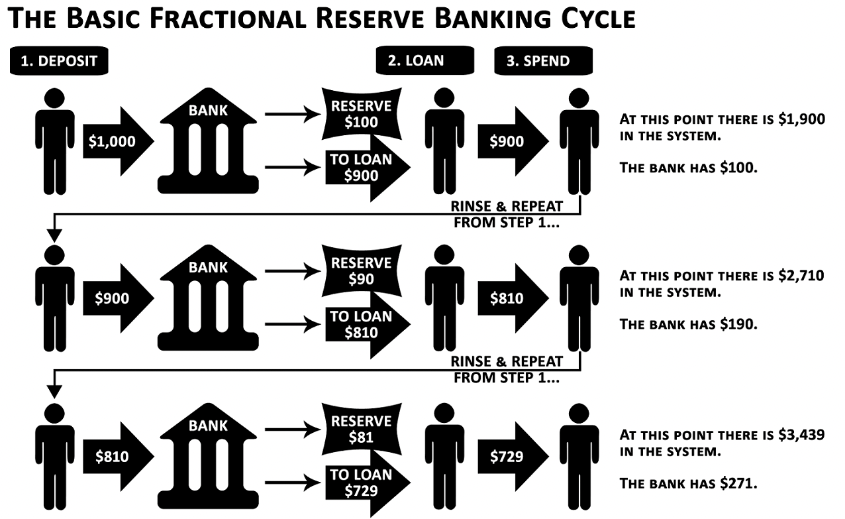 The Basic Fractional Reserve Banking Cycle
1. DEPOSIT
2. LOAN
3. SPEND
$1,000
BANK
RESERVE
$100
TO LOAN
$900
$900
At this point there is $1,900
in the system.
The bank has $100.
Rinse & Repeat
from Step 1...
$900
BANK
RESERVE
$90
TO LOAN
$810
$810
At this point there is $2,710
in the system.
The bank has $190.
Rinse & Repeat
from Step 1...
$810
BANK
RESERVE
$81
TO LOAN
$729
$729
At this point there is $3,439
in the system.
The bank has $271.